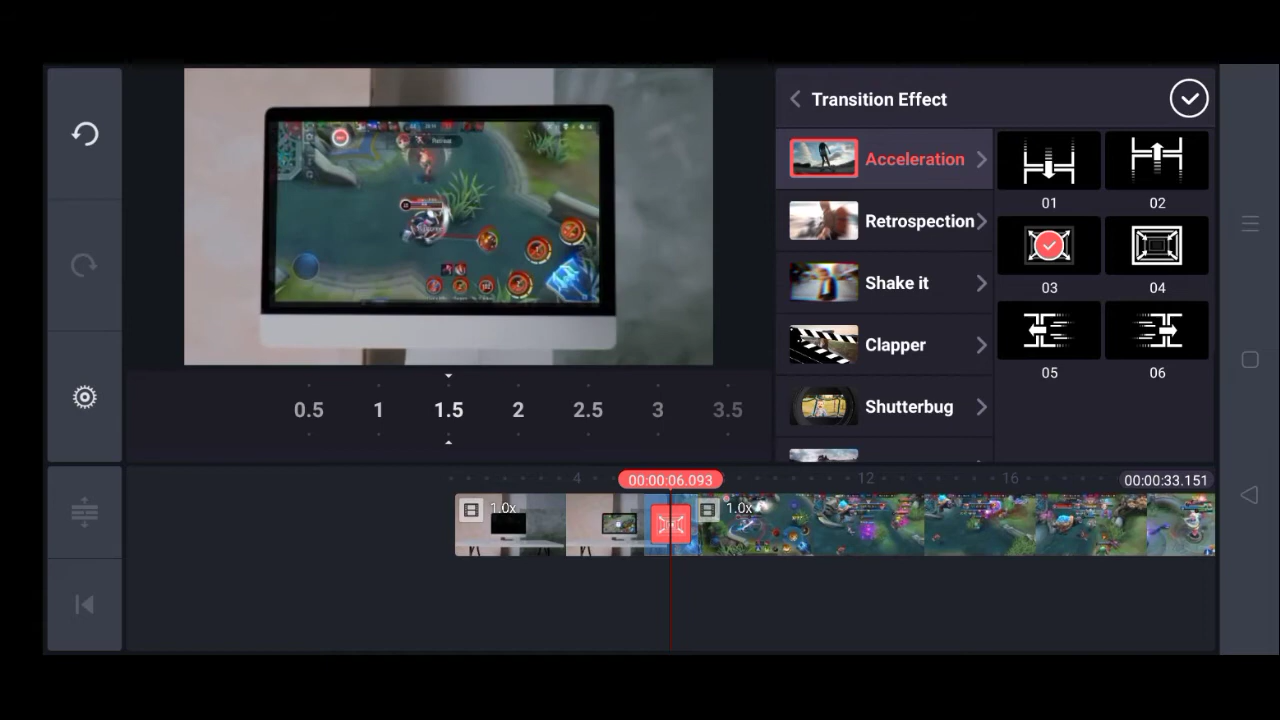 Transition Effect
Acceleration
Retrospection
Shake it
Clapper
Shutterbug
01
02
03
04
05
06
0.5
1
1.5
2
2.5
3
3.5
4
00:00:06.093
12
16
00:00:33.151
1.0x
1.0x